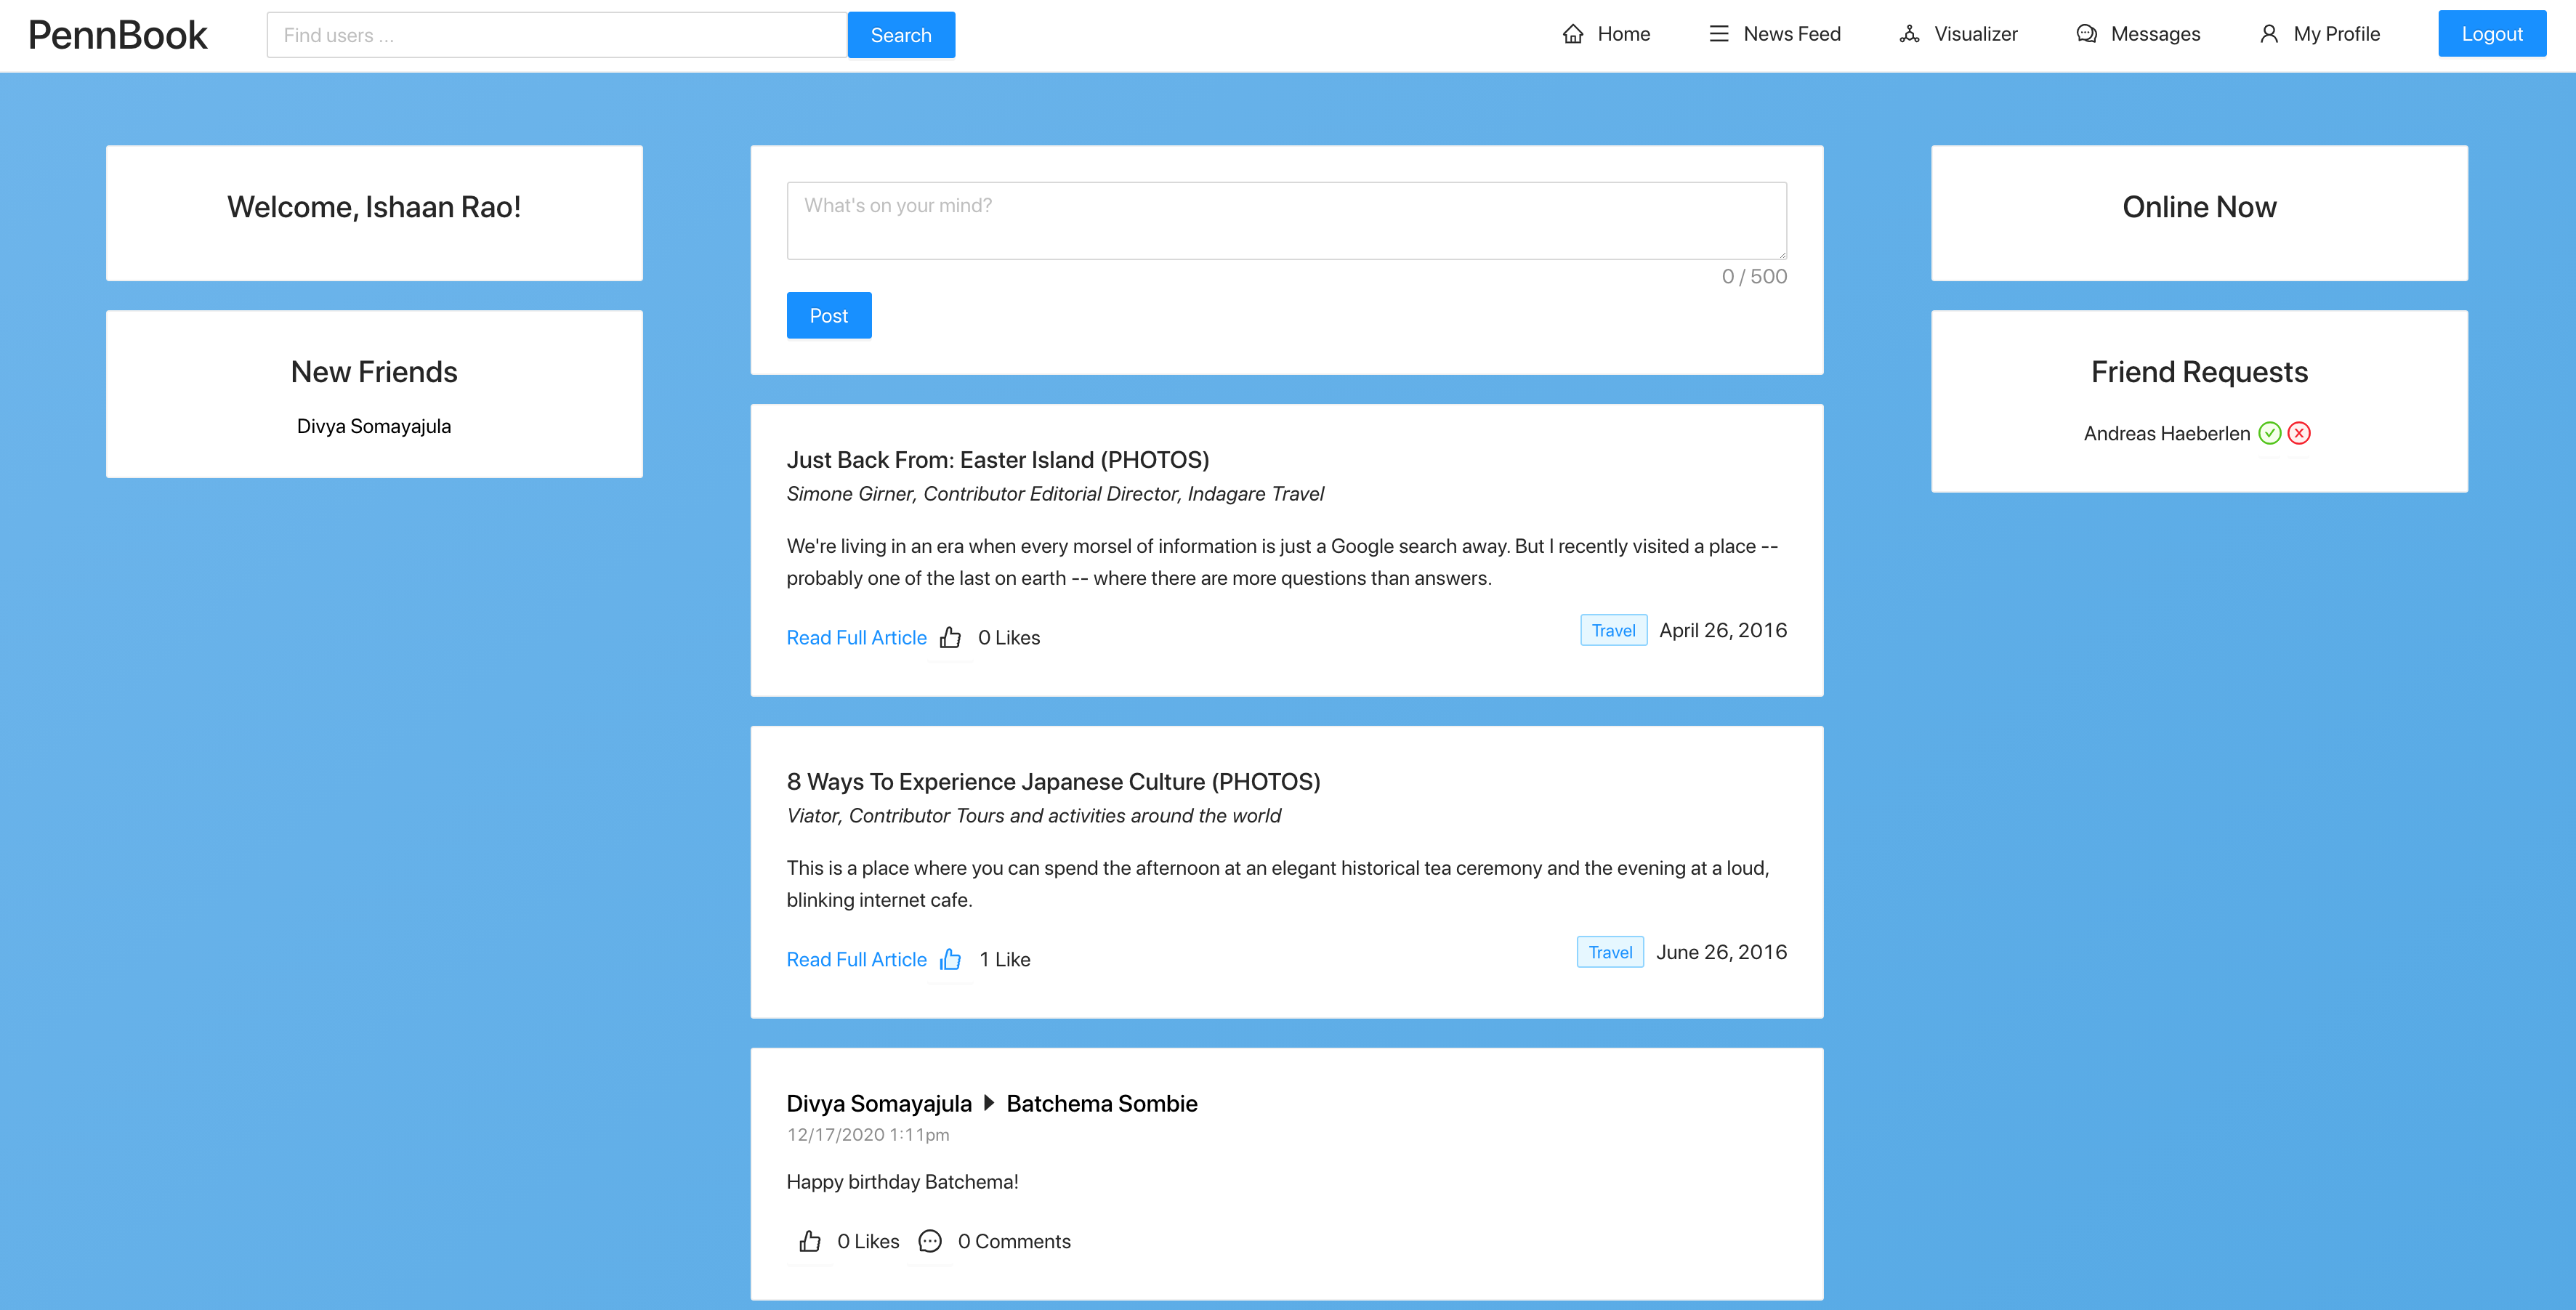 PennBook
Find users ...
Search
Home
News Feed
Visualizer
Messages
My Profile
Logout
Welcome, Ishaan Rao!
New Friends
Divya Somayajula
What's on your mind?
0 / 500
Post
Just Back From: Easter Island (PHOTOS)
Simone Girner, Contributor Editorial Director, Indagare Travel
We're living in an era when every morsel of information is just a Google search away. But I recently visited a place --
probably one of the last on earth -- where there are more questions than answers.
Read Full Article
0 Likes
Travel
April 26, 2016
8 Ways To Experience Japanese Culture (PHOTOS)
Viator, Contributor Tours and activities around the world
This is a place where you can spend the afternoon at an elegant historical tea ceremony and the evening at a loud,
blinking internet cafe.
Read Full Article
1 Like
Travel
June 26, 2016
Divya Somayajula
Batchema Sombie
12/17/2020 1:11pm
Happy birthday Batchema!
0 Likes
0 Comments
Online Now
Friend Requests
Andreas Haeberlen